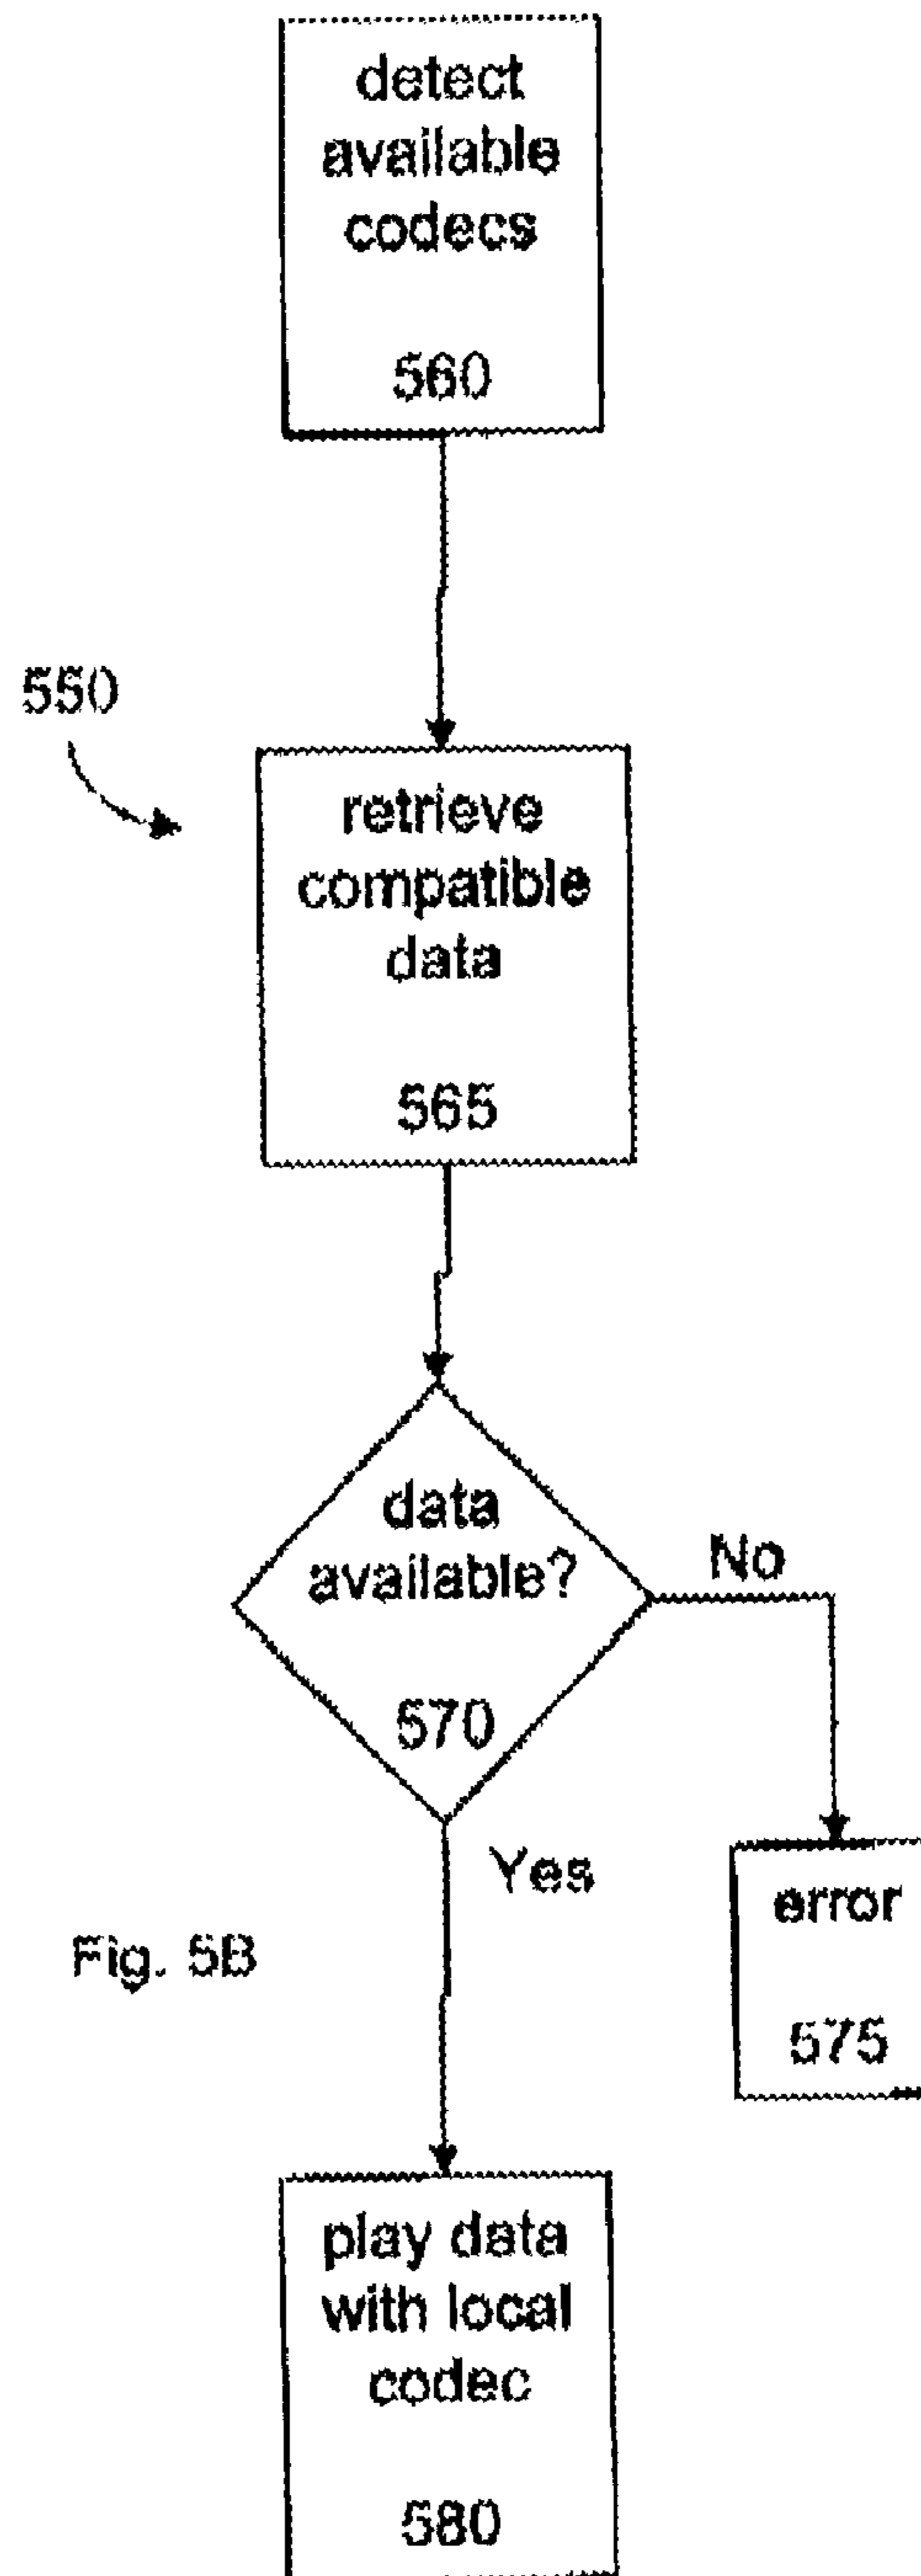 detect
available
codecs
560
550
retrieve
compatible
data
565
data
available?
570
No
Yes
error
575
Fig. 5B
play data
with local
codec
580